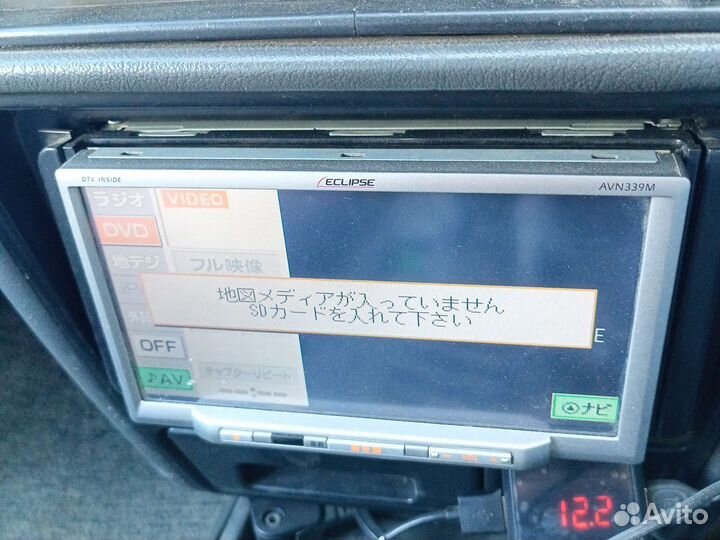 DTV INSIDE
ECLIPSE
AVN339M
ラジオ
VIDEO
DVD
地デジ
フル映像
地図メディアが入っていません
SDカードを入れて下さい
E
OFF
チャプターリピート
♪AV
ナビ
12.2
Avito